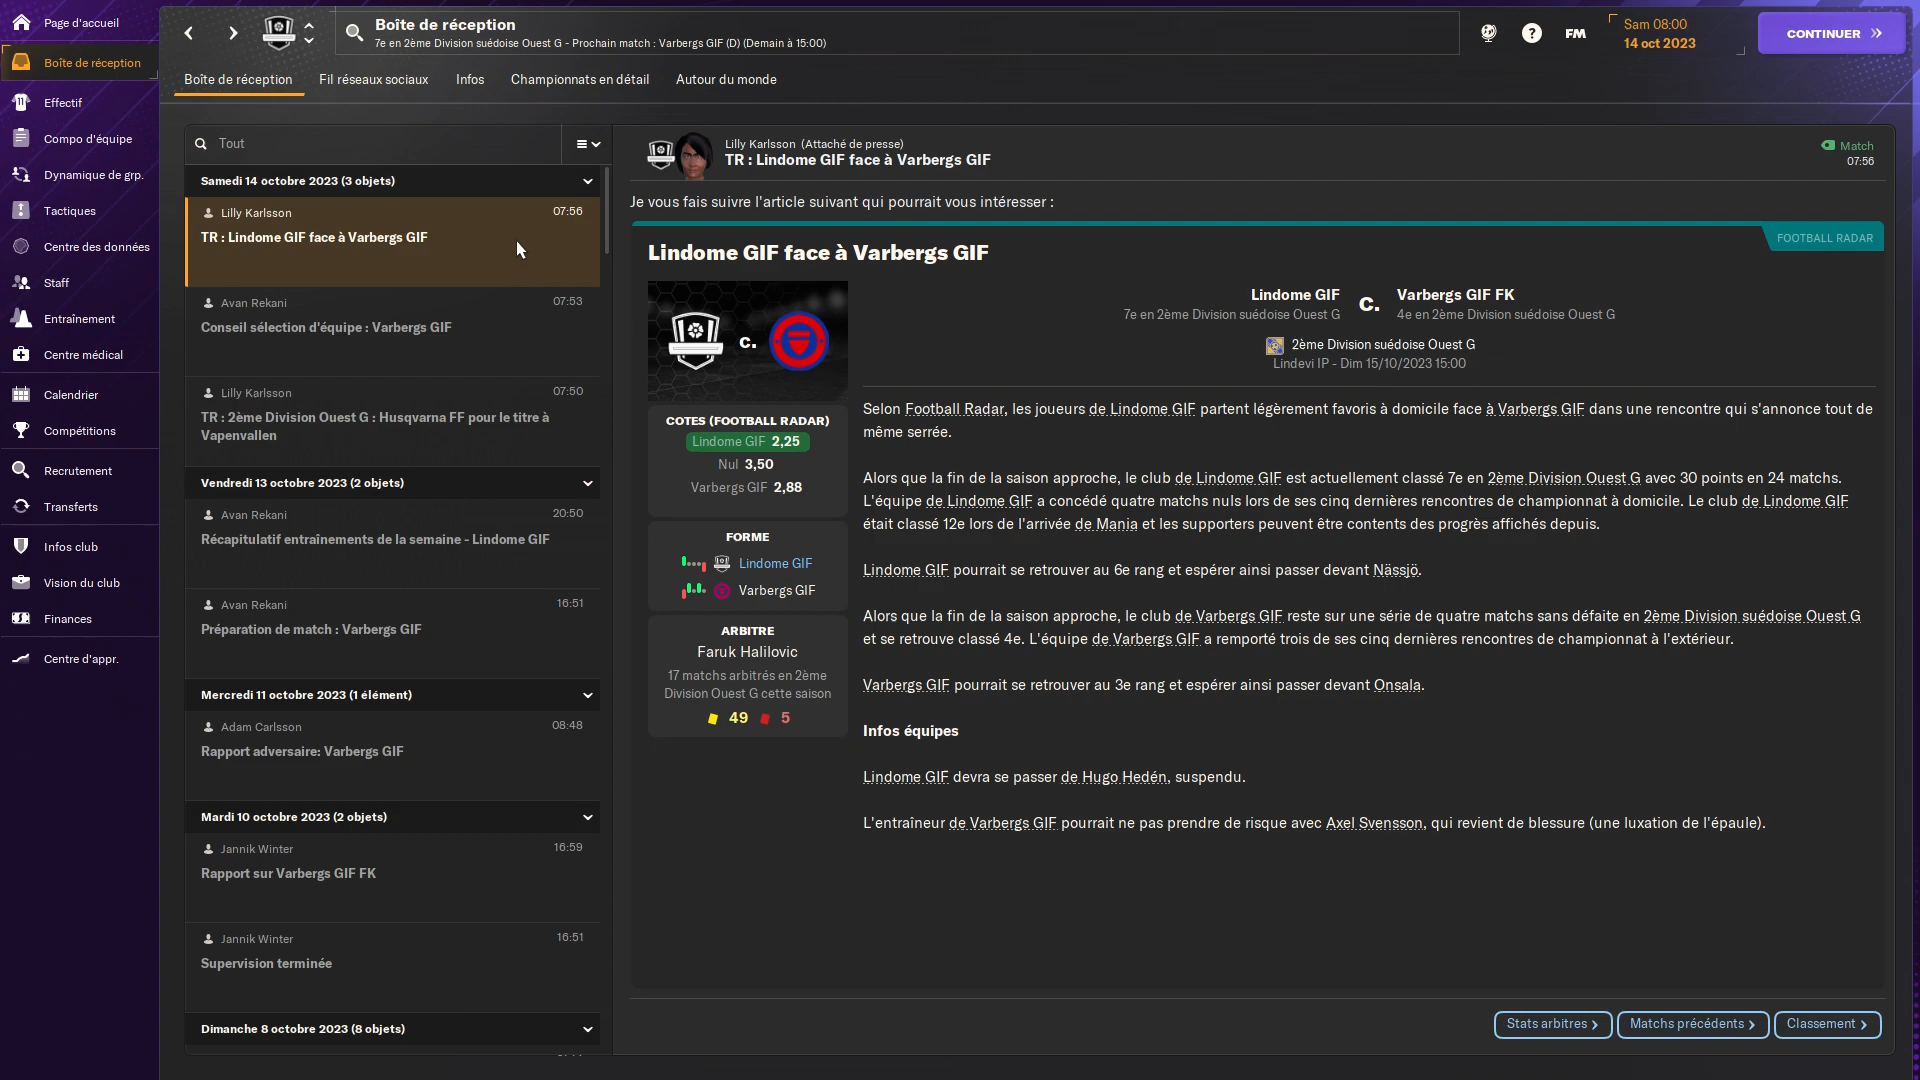 Page d'accueil
Boîte de réception
Effectif
Compo d'équipe
Dynamique de grp.
Tactiques
Centre des données
Staff
Entraînement
Centre médical
Calendrier
Compétitions
Recrutement
Transferts
Infos club
Vision du club
Finances
Centre d'appr.
Boîte de réception
7e en 2ème Division suédoise Ouest G - Prochain match : Varbergs GIF (D) (Demain à 15:00)
?
FM
Sam 08:00
14 oct 2023
CONTINUER
Boîte de réception
Fil réseaux sociaux
Infos
Championnats en détail
Autour du monde
Tout
Samedi 14 octobre 2023 (3 objets)
Lilly Karlsson 07:56
TR : Lindome GIF face à Varbergs GIF
Avan Rekani 07:53
Conseil sélection d'équipe : Varbergs GIF
Lilly Karlsson 07:50
TR : 2ème Division Ouest G : Husqvarna FF pour le titre à
Vapenvallen
Vendredi 13 octobre 2023 (2 objets)
Avan Rekani 20:50
Récapitulatif entraînements de la semaine - Lindome GIF
Avan Rekani 16:51
Préparation de match : Varbergs GIF
Mercredi 11 octobre 2023 (1 élément)
Adam Carlsson 08:48
Rapport adversaire: Varbergs GIF
Mardi 10 octobre 2023 (2 objets)
Jannik Winter 16:59
Rapport sur Varbergs GIF FK
Jannik Winter 16:51
Supervision terminée
Dimanche 8 octobre 2023 (8 objets)
Lilly Karlsson (Attaché de presse)
TR : Lindome GIF face à Varbergs GIF
Match
07:56
Je vous fais suivre l'article suivant qui pourrait vous intéresser :
FOOTBALL RADAR
Lindome GIF face à Varbergs GIF
c.
COTES (FOOTBALL RADAR)
Lindome GIF 2,25
Nul 3,50
Varbergs GIF 2,88
FORME
Lindome GIF
Varbergs GIF
ARBITRE
Faruk Halilovic
17 matchs arbitrés en 2ème
Division Ouest G cette saison
49 5
Lindome GIF c. Varbergs GIF FK
7e en 2ème Division suédoise Ouest G 4e en 2ème Division suédoise Ouest G
2ème Division suédoise Ouest G
Lindevi IP - Dim 15/10/2023 15:00
Selon Football Radar, les joueurs de Lindome GIF partent légèrement favoris à domicile face à Varbergs GIF dans une rencontre qui s'annonce tout de
même serrée.
Alors que la fin de la saison approche, le club de Lindome GIF est actuellement classé 7e en 2ème Division Ouest G avec 30 points en 24 matchs.
L'équipe de Lindome GIF a concédé quatre matchs nuls lors de ses cinq dernières rencontres de championnat à domicile. Le club de Lindome GIF
était classé 12e lors de l'arrivée de Mania et les supporters peuvent être contents des progrès affichés depuis.
Lindome GIF pourrait se retrouver au 6e rang et espérer ainsi passer devant Nässjö.
Alors que la fin de la saison approche, le club de Varbergs GIF reste sur une série de quatre matchs sans défaite en 2ème Division suédoise Ouest G
et se retrouve classé 4e. L'équipe de Varbergs GIF a remporté trois de ses cinq dernières rencontres de championnat à l'extérieur.
Varbergs GIF pourrait se retrouver au 3e rang et espérer ainsi passer devant Onsala.
Infos équipes
Lindome GIF devra se passer de Hugo Hedén, suspendu.
L'entraîneur de Varbergs GIF pourrait ne pas prendre de risque avec Axel Svensson, qui revient de blessure (une luxation de l'épaule).
Stats arbitres
Matchs précédents
Classement